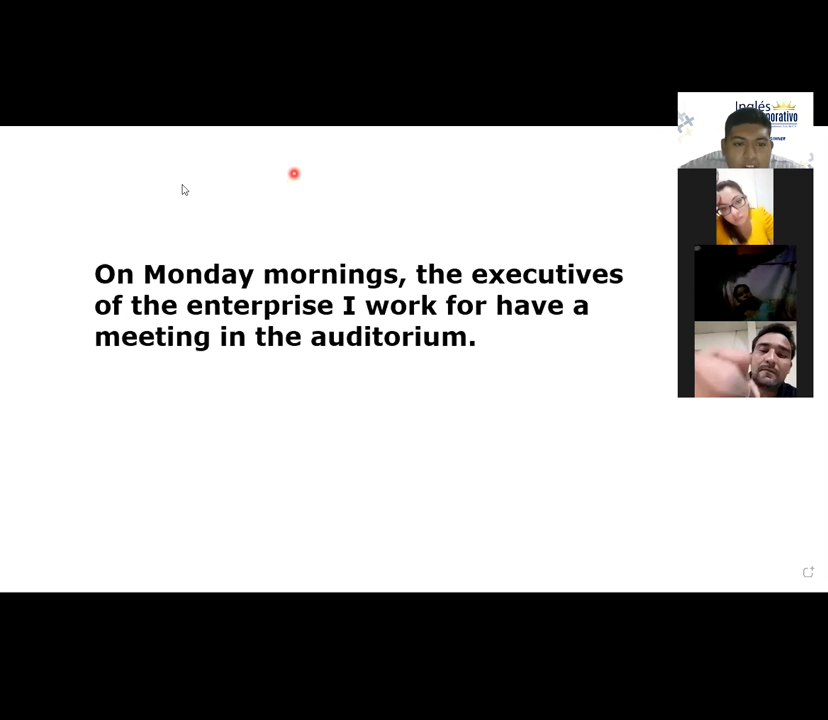 Inglés
On Monday mornings, the executives
of the enterprise I work for have a
meeting in the auditorium.